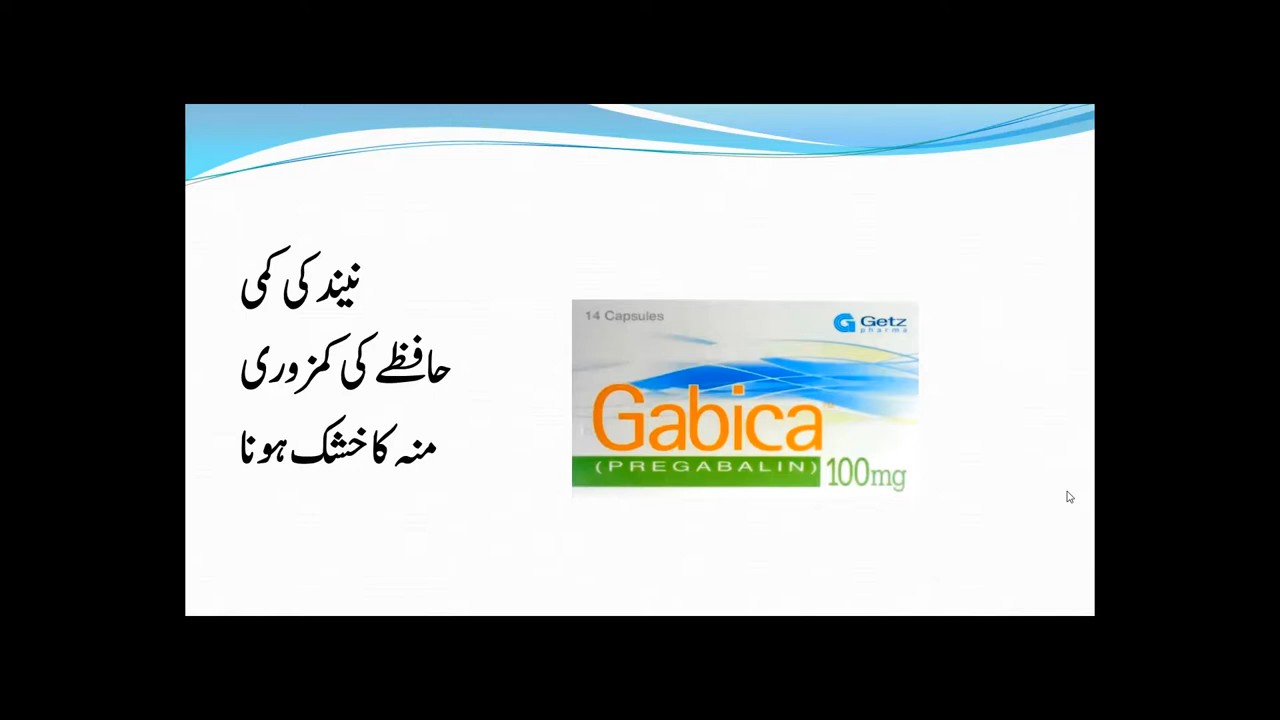 نیند کی کمی
حافظے کی کمزوری
منہ کا خشک ہونا
14 Capsules
Getz
pharma
Gabica
(PREGABALIN)
100mg